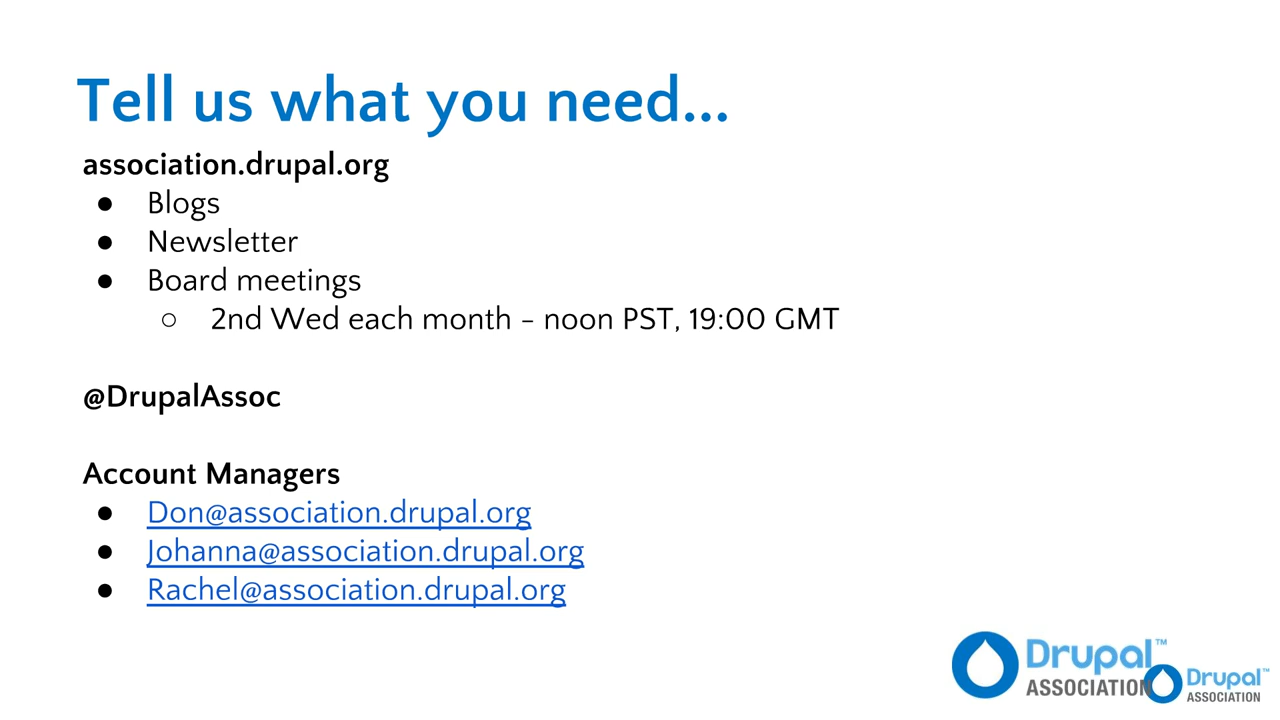 Tell us what you need...
association.drupal.org
● Blogs
● Newsletter
● Board meetings
○ 2nd Wed each month – noon PST, 19:00 GMT
@DrupalAssoc
Account Managers
● Don@association.drupal.org
● Johanna@association.drupal.org
● Rachel@association.drupal.org
Drupal™
ASSOCIATION
Drupal™
ASSOCIATION